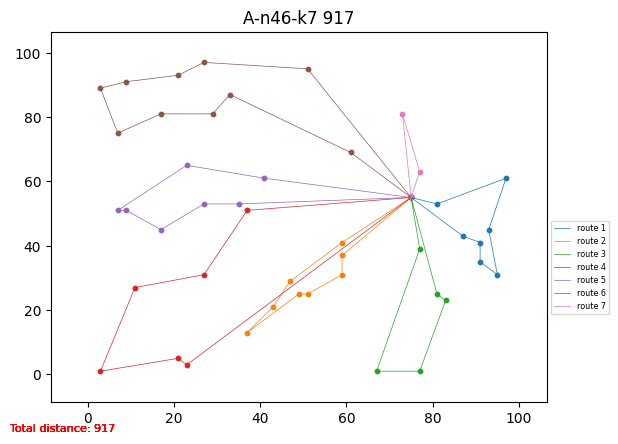 A-n46-k7 917
100
80
60
40
20
0
0 20 40 60 80 100
route 1
route 2
route 3
route 4
route 5
route 6
route 7
Total distance: 917